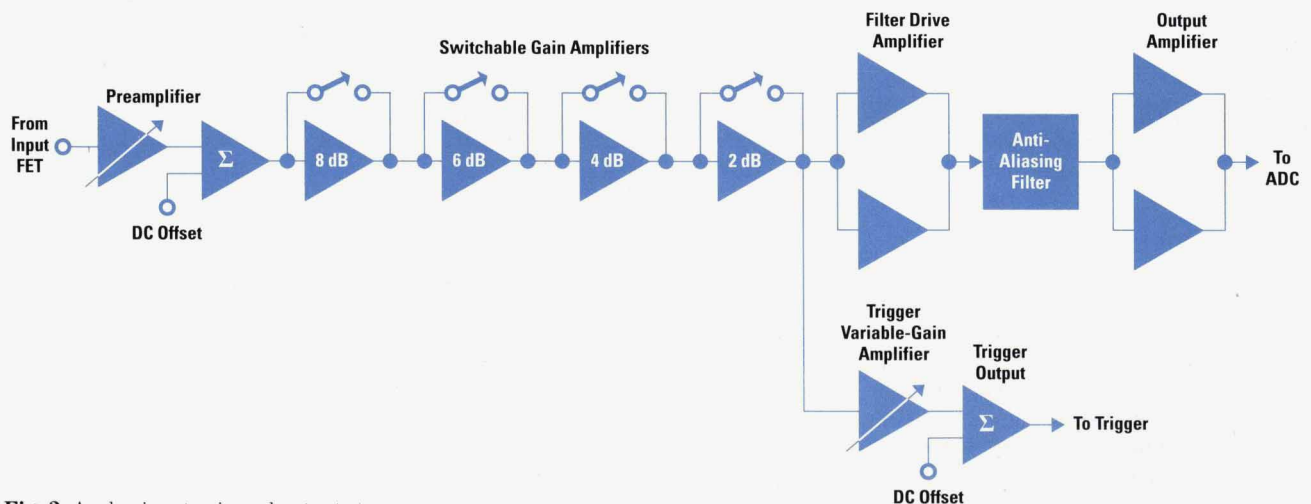 Switchable Gain Amplifiers
Filter Drive
Amplifier
Output
Amplifier
Preamplifier
From
Input
FET
Σ
8 dB
6 dB
4 dB
2 dB
Anti-
Aliasing
Filter
To
ADC
DC Offset
Trigger
Variable-Gain
Amplifier
Trigger
Output
Σ
To Trigger
DC Offset